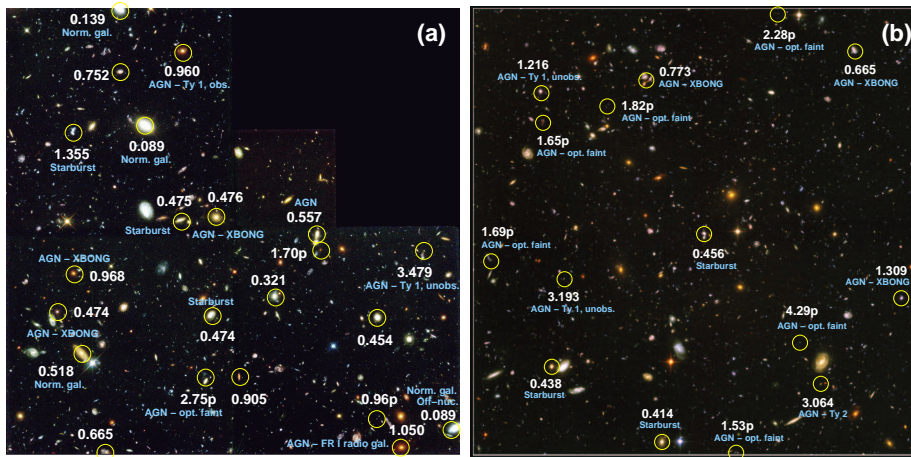 (a)
0.139
Norm. gal.
0.752
0.960
AGN – Ty 1, obs.
1.355
Starburst
0.089
Norm. gal.
0.475
0.476
Starburst
AGN – XBONG
AGN
0.557
1.70p
3.479
AGN – Ty 1, unobs.
AGN – XBONG
0.968
0.321
0.474
AGN – XBONG
Starburst
0.474
0.454
0.518
Norm. gal.
2.75p
AGN – opt. faint
0.905
0.96p
Norm. gal.
Off–nuc.
0.089
1.050
AGN – FR I radio gal.
0.665
(b)
2.28p
AGN – opt. faint
0.665
AGN – XBONG
1.216
AGN – Ty 1, unobs.
0.773
AGN – XBONG
1.82p
AGN – opt. faint
1.65p
AGN – opt. faint
1.69p
AGN – opt. faint
0.456
Starburst
3.193
AGN – Ty 1, unobs.
1.309
AGN – XBONG
4.29p
AGN – opt. faint
0.438
Starburst
3.064
AGN – Ty 2
0.414
Starburst
1.53p
AGN – opt. faint